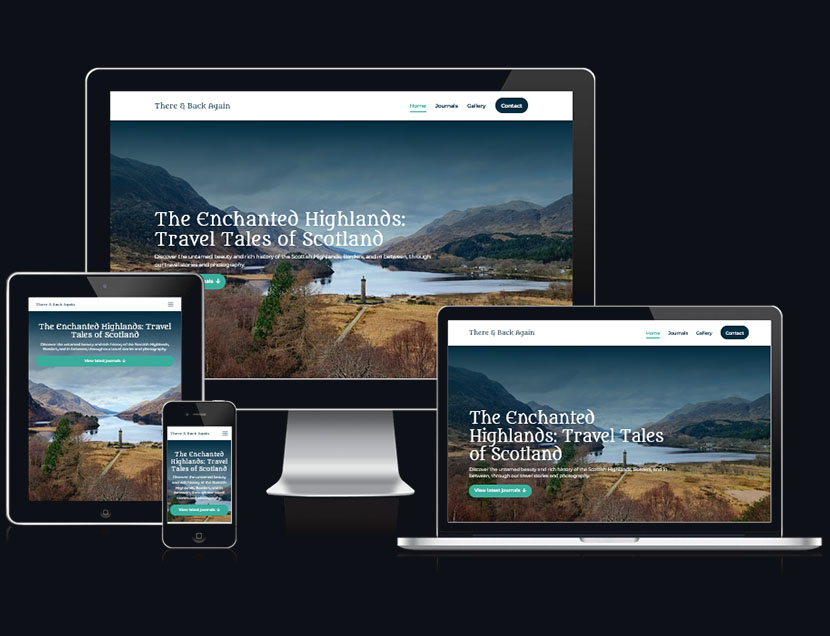 There & Back Again
Home Journals Gallery Contact
The Enchanted Highlands:
Travel Tales of Scotland
Discover the untamed beauty and rich history of the Scottish Highlands, Borders, and in between, through
our travel stories and photography.
There & Back Again
The Enchanted Highlands: Travel
Tales of Scotland
Discover the untamed beauty and rich history of the Scottish Highlands,
Borders, and in between, through our travel stories and photography.
View latest journals
There & Back Again
The Enchanted
Highlands: Travel
Tales of Scotland
Discover the untamed beauty
and rich history of the Scottish
Highlands, Borders, and in
between, through our travel
stories and photography.
View latest journals
There & Back Again
Home Journals Gallery Contact
The Enchanted
Highlands: Travel Tales
of Scotland
Discover the untamed beauty and rich history of the Scottish Highlands, Borders, and in
between, through our travel stories and photography.
View latest journals